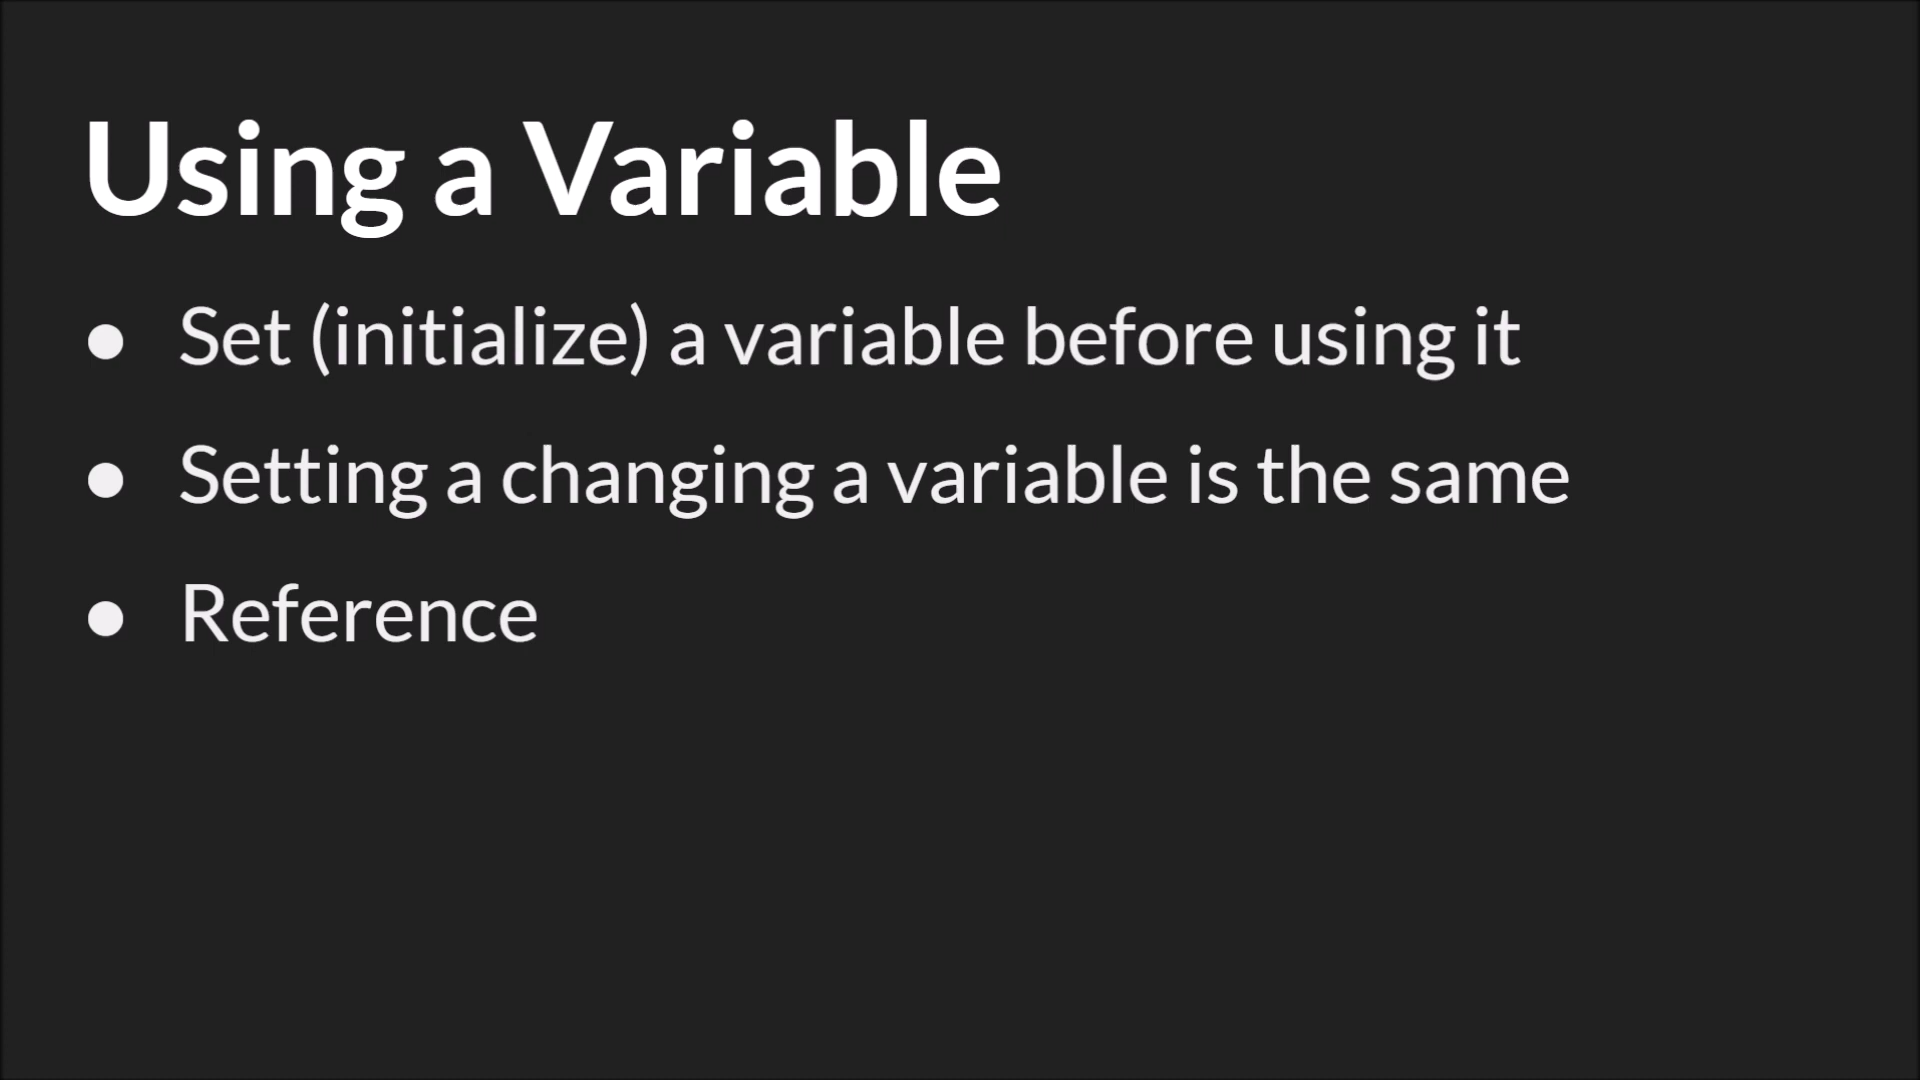 Using a Variable
● Set (initialize) a variable before using it
● Setting a changing a variable is the same
● Reference